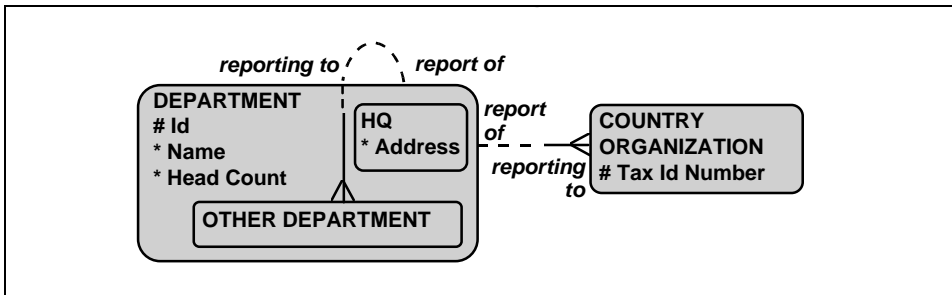 reporting to
report of
DEPARTMENT
# Id
* Name
* Head Count
HQ
* Address
OTHER DEPARTMENT
report
of
reporting
to
COUNTRY
ORGANIZATION
# Tax Id Number